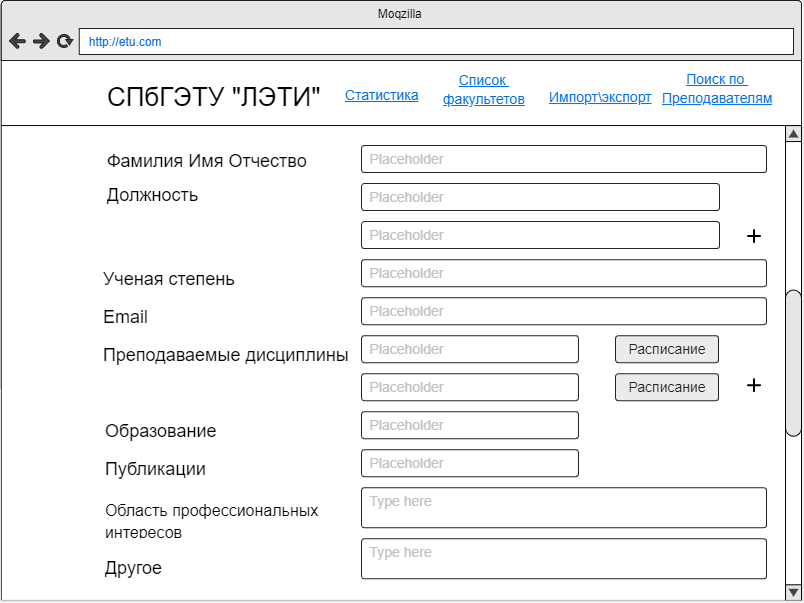 Moqzilla
http://etu.com
СПбГЭТУ "ЛЭТИ"
Статистика
Список
факультетов
Импорт\экспорт
Поиск по
Преподавателям
Фамилия Имя Отчество
Placeholder
Должность
Placeholder
Placeholder
+
Ученая степень
Placeholder
Email
Placeholder
Преподаваемые дисциплины
Placeholder
Расписание
Placeholder
Расписание
+
Образование
Placeholder
Публикации
Placeholder
Область профессиональных
интересов
Type here
Другое
Type here